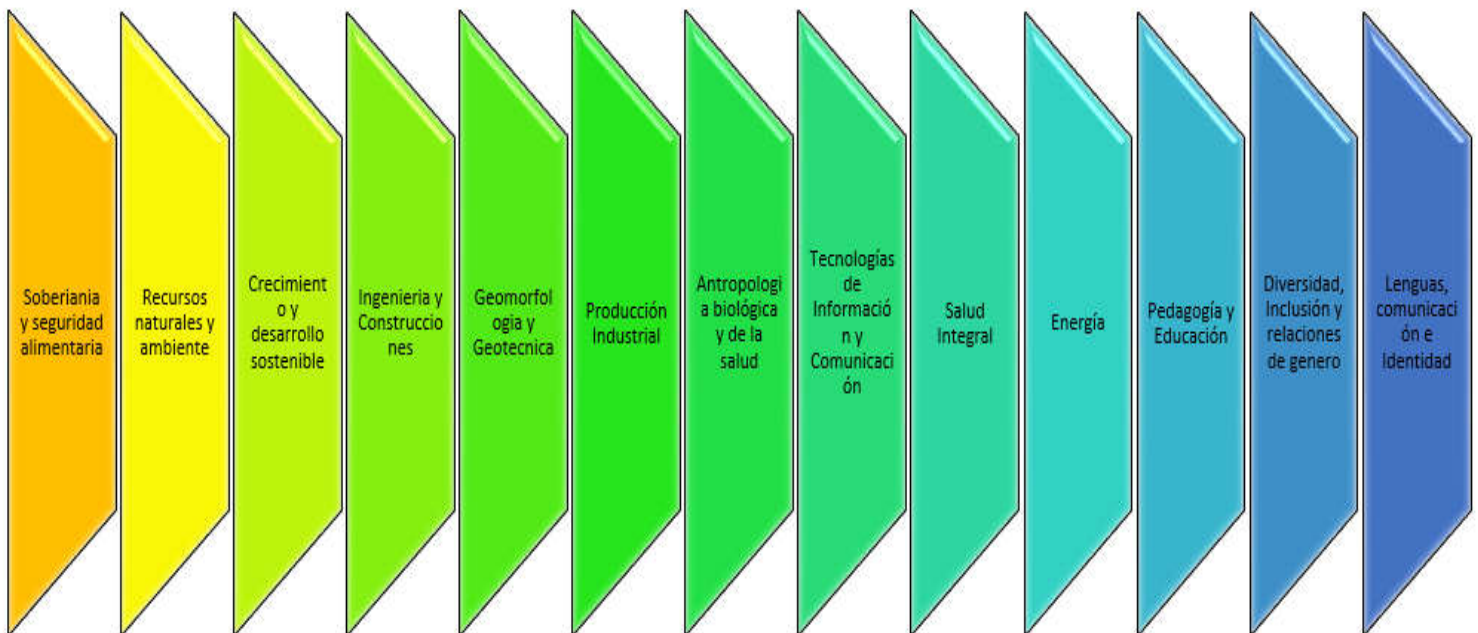 Soberiania
y seguridad
alimentaria
Recursos
naturales y
ambiente
Crecimient
o y
desarrollo
sostenible
Ingenieria y
Construccio
nes
Geomorfol
ogia y
Geotecnica
Producción
Industrial
Antropologi
a biológica
y de la
salud
Tecnologías
de
Informació
n y
Comunicaci
ón
Salud
Integral
Energía
Pedagogía y
Educación
Diversidad,
Inclusión y
relaciones
de genero
Lenguas,
comunicaci
ón e
Identidad